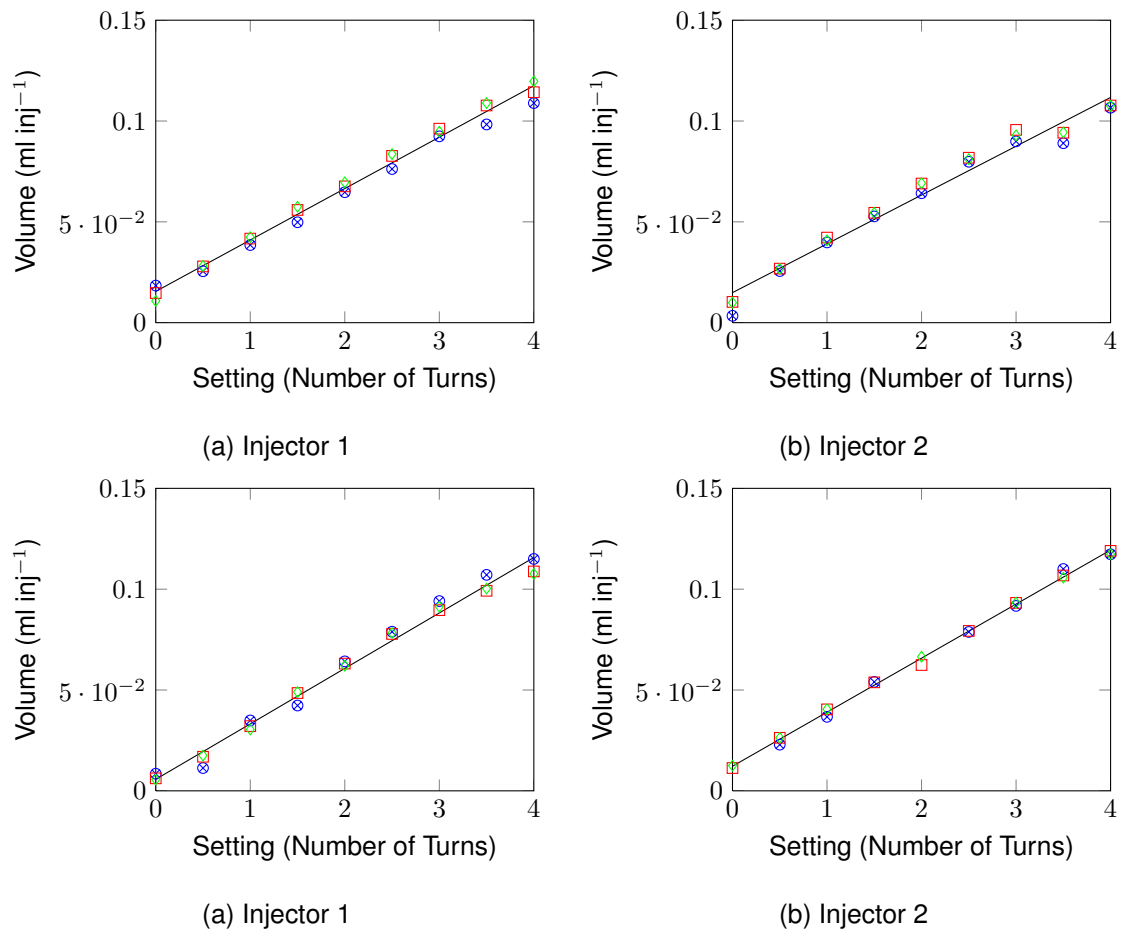 0 1 2 3 4
0
5 · 10⁻²
0.1
0.15
Setting (Number of Turns)
Volume (ml inj⁻¹)
(a) Injector 1
0 1 2 3 4
0
5 · 10⁻²
0.1
0.15
Setting (Number of Turns)
Volume (ml inj⁻¹)
(b) Injector 2
0 1 2 3 4
0
5 · 10⁻²
0.1
0.15
Setting (Number of Turns)
Volume (ml inj⁻¹)
(a) Injector 1
0 1 2 3 4
0
5 · 10⁻²
0.1
0.15
Setting (Number of Turns)
Volume (ml inj⁻¹)
(b) Injector 2